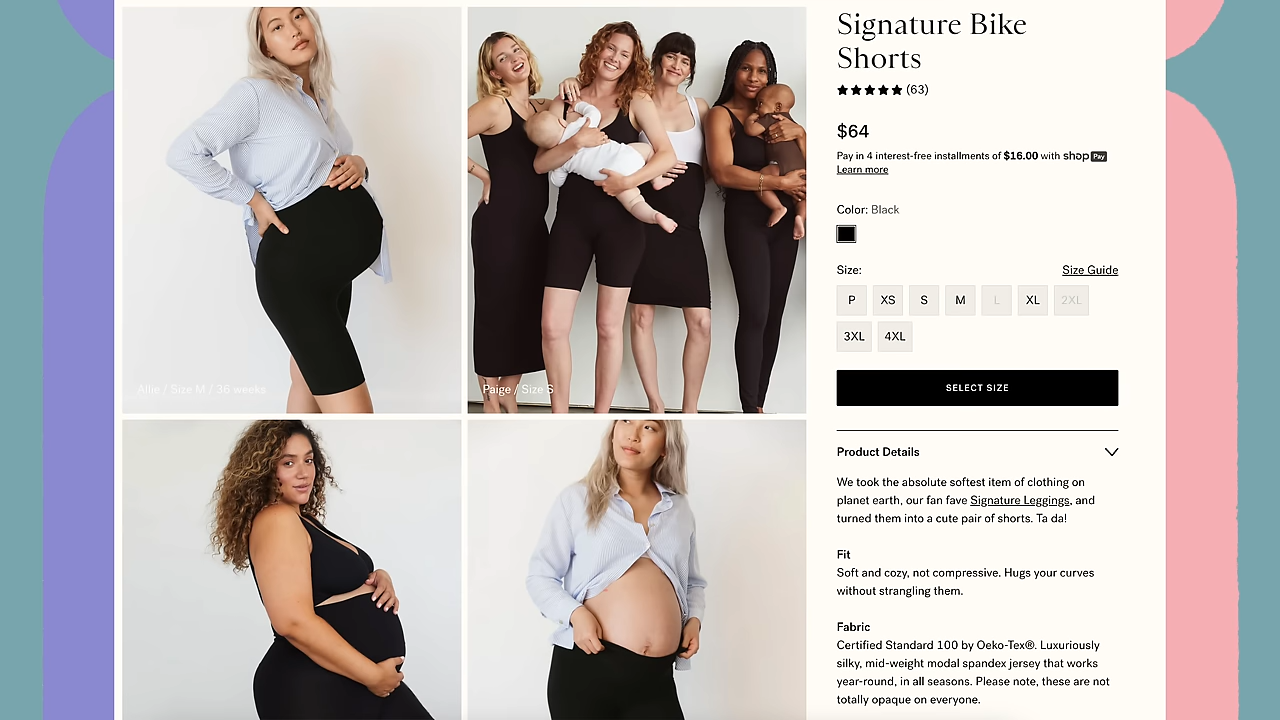 Signature Bike
Shorts
(63)
$64
Pay in 4 interest-free installments of $16.00 with shop Pay
Learn more
Color: Black
Size:
Size Guide
P XS S M L XL 2XL
3XL 4XL
SELECT SIZE
Product Details
We took the absolute softest item of clothing on
planet earth, our fan fave Signature Leggings, and
turned them into a cute pair of shorts. Ta da!
Fit
Soft and cozy, not compressive. Hugs your curves
without strangling them.
Fabric
Certified Standard 100 by Oeko-Tex®. Luxuriously
silky, mid-weight modal spandex jersey that works
year-round, in all seasons. Please note, these are not
totally opaque on everyone.
Allie / Size M / 36 weeks
Paige / Size S